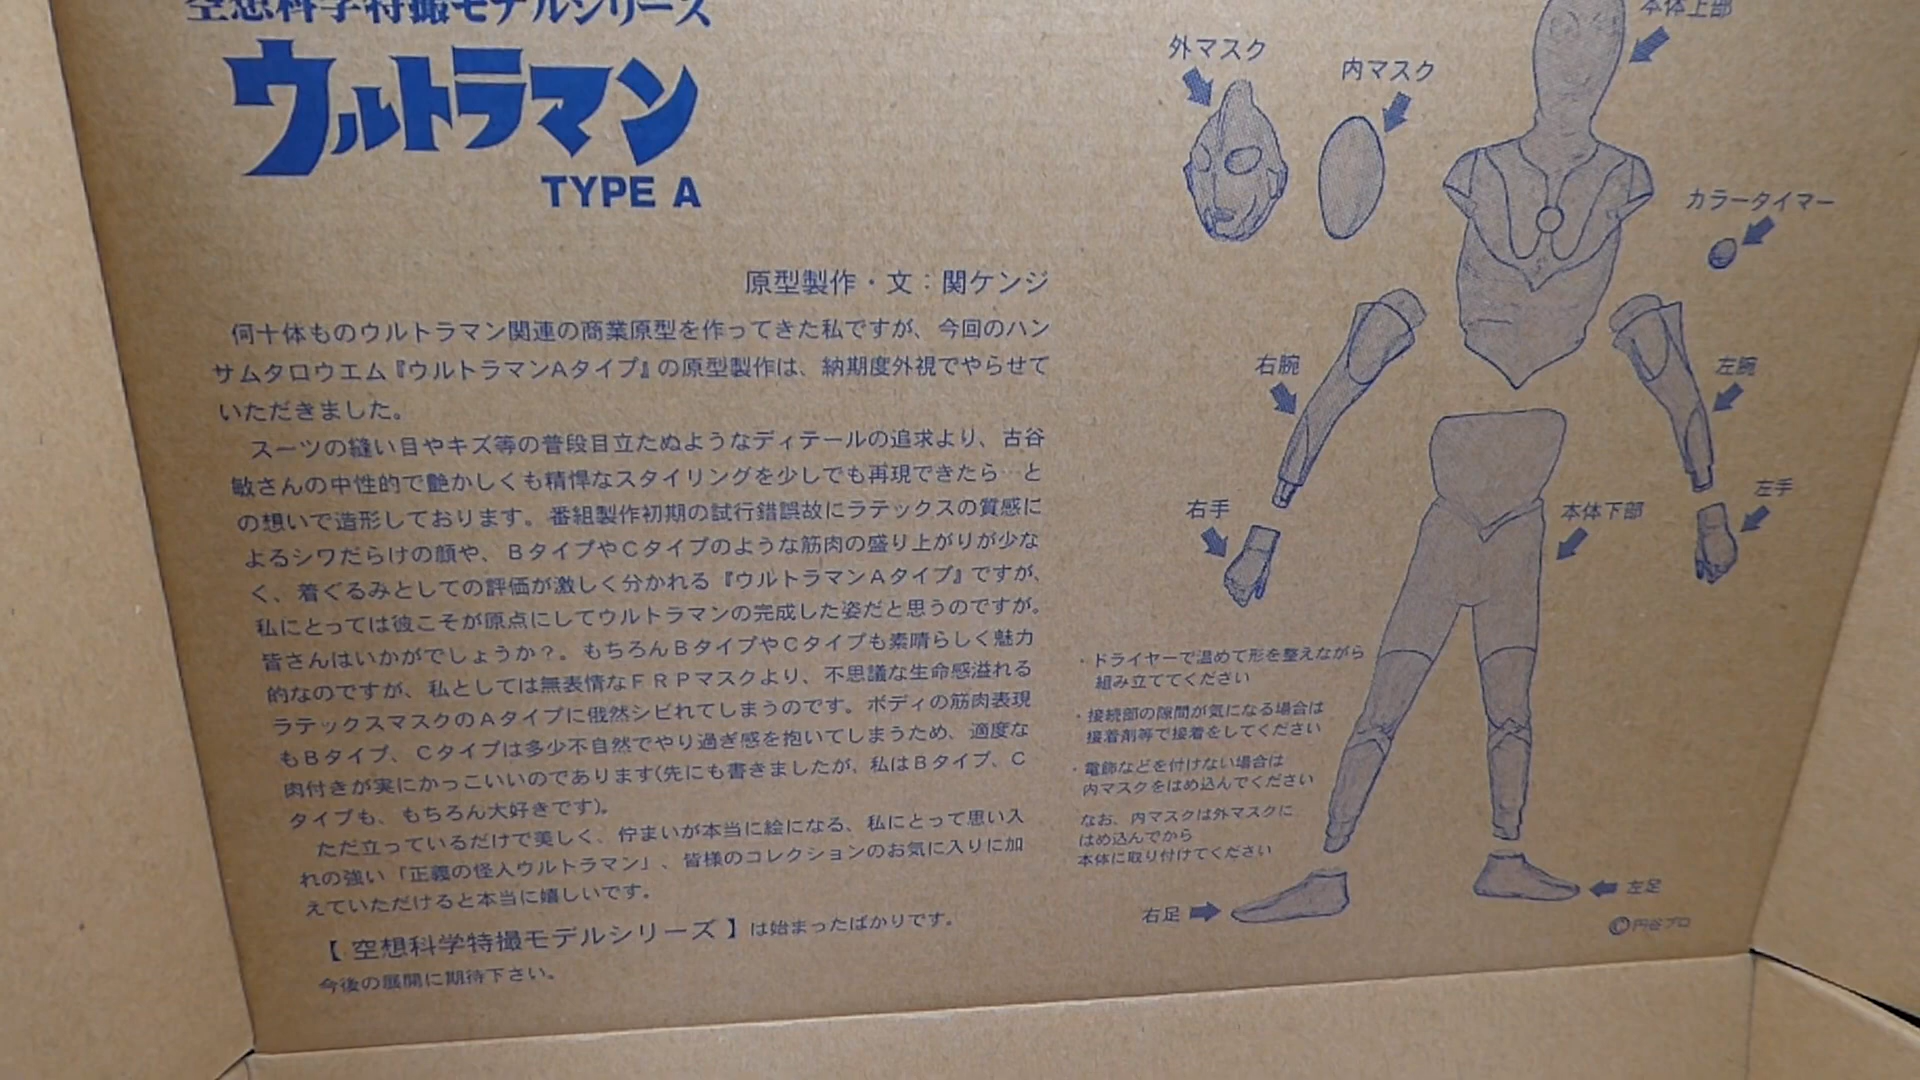 空想科学特撮モデルシリーズ
ウルトラマン
TYPE A
原型製作・文：関ケンジ
何十体ものウルトラマン関連の商業原型を作ってきた私ですが、今回のハン
サムタロウエム『ウルトラマンAタイプ』の原型製作は、納期度外視でやらせて
いただきました。
スーツの縫い目やキズ等の普段目立たぬようなディテールの追求より、古谷
敏さんの中性的で艶かしくも精悍なスタイリングを少しでも再現できたら…と
の想いで造形しております。番組製作初期の試行錯誤故にラテックスの質感に
よるシワだらけの顔や、BタイプやCタイプのような筋肉の盛り上がりが少な
く、着ぐるみとしての評価が激しく分かれる『ウルトラマンAタイプ』ですが、
私にとっては彼こそが原点にしてウルトラマンの完成した姿だと思うのですが。
皆さんはいかがでしょうか？。もちろんBタイプやCタイプも素晴らしく魅力
的なのですが、私としては無表情なFRPマスクより、不思議な生命感溢れる
ラテックスマスクのAタイプに俄然シビれてしまうのです。ボディの筋肉表現
もBタイプ、Cタイプは多少不自然でやり過ぎ感を抱いてしまうため、適度な
肉付きが実にかっこいいのであります(先にも書きましたが、私はBタイプ、C
タイプも、もちろん大好きです)。
ただ立っているだけで美しく、佇まいが本当に絵になる、私にとって思い入
れの強い「正義の怪人ウルトラマン」、皆様のコレクションのお気に入りに加
えていただけると本当に嬉しいです。
【 空想科学特撮モデルシリーズ 】は始まったばかりです。
今後の展開に期待下さい。
本体上部
外マスク
内マスク
カラータイマー
右腕
左腕
右手
左手
本体下部
・ドライヤーで温めて形を整えながら
組み立ててください
・接続部の隙間が気になる場合は
接着剤等で接着をしてください
・電飾などを付けない場合は
内マスクをはめ込んでください
なお、内マスクは外マスクに
はめ込んでから
本体に取り付けてください
右足
左足
©円谷プロ